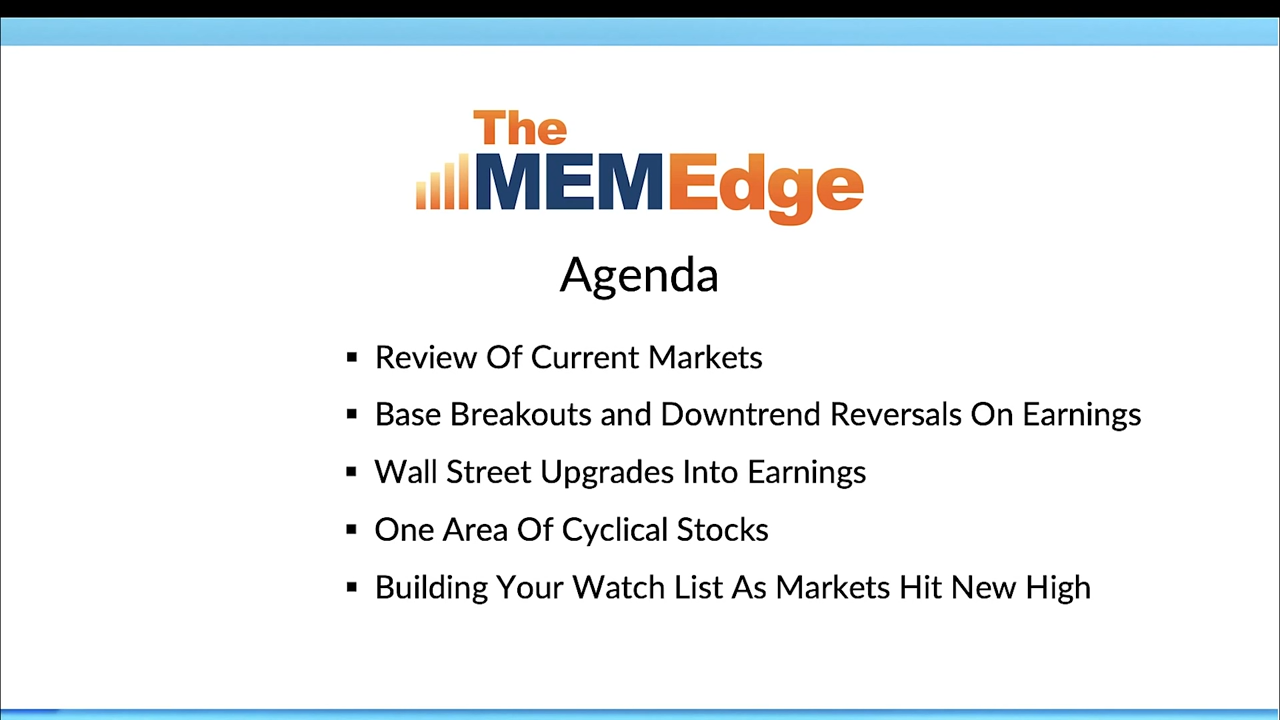 The
MEMEdge
Agenda
▪ Review Of Current Markets
▪ Base Breakouts and Downtrend Reversals On Earnings
▪ Wall Street Upgrades Into Earnings
▪ One Area Of Cyclical Stocks
▪ Building Your Watch List As Markets Hit New High